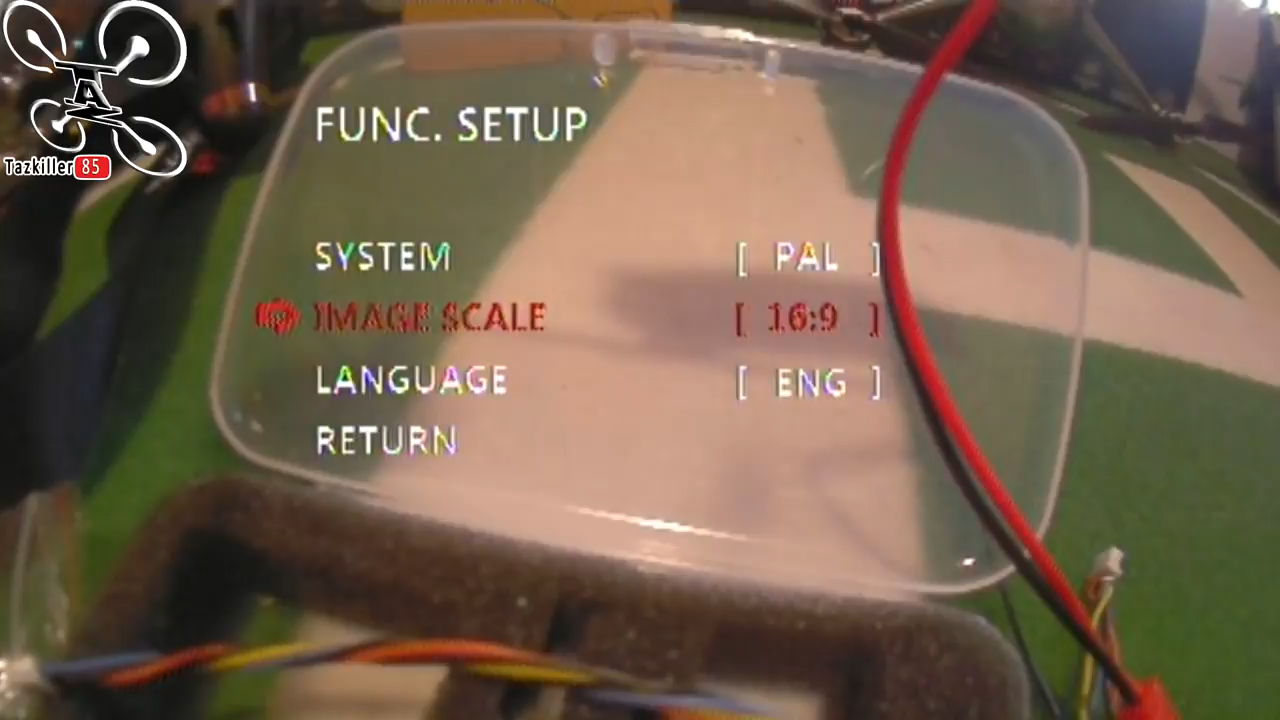 A
Tazkiller 85
FUNC. SETUP
SYSTEM [ PAL ]
IMAGE SCALE [ 16:9 ]
LANGUAGE [ ENG ]
RETURN